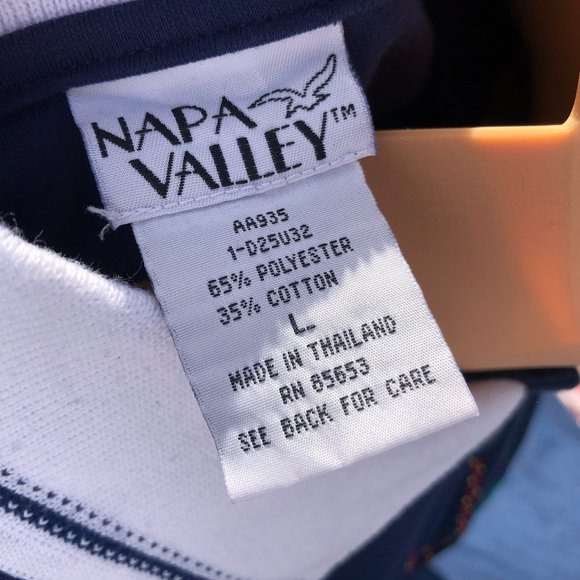 NAPA
VALLEY™
AA935
1-D25U32
65% POLYESTER
35% COTTON
L
MADE IN THAILAND
RN 85653
SEE BACK FOR CARE